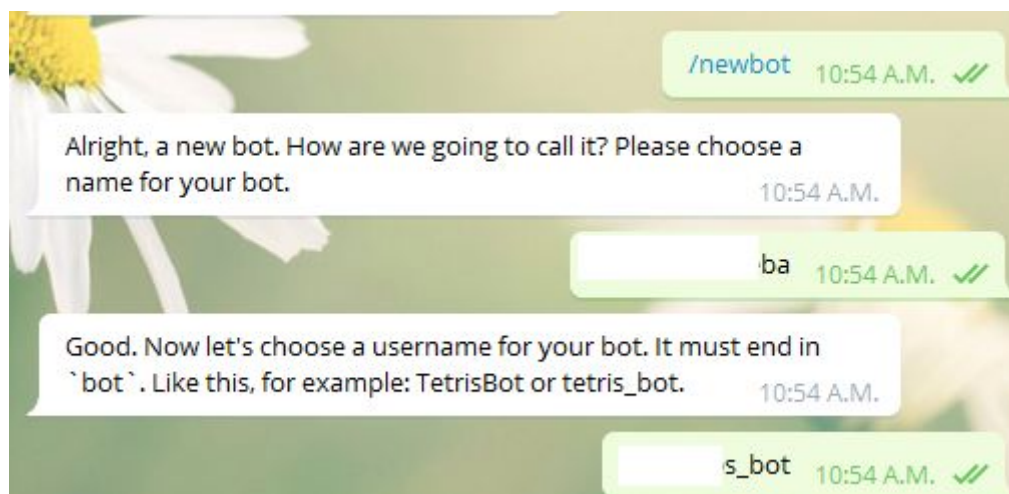 /newbot 10:54 A.M.
Alright, a new bot. How are we going to call it? Please choose a
name for your bot.
10:54 A.M.
ba 10:54 A.M.
Good. Now let's choose a username for your bot. It must end in
`bot`. Like this, for example: TetrisBot or tetris_bot.
10:54 A.M.
s_bot 10:54 A.M.